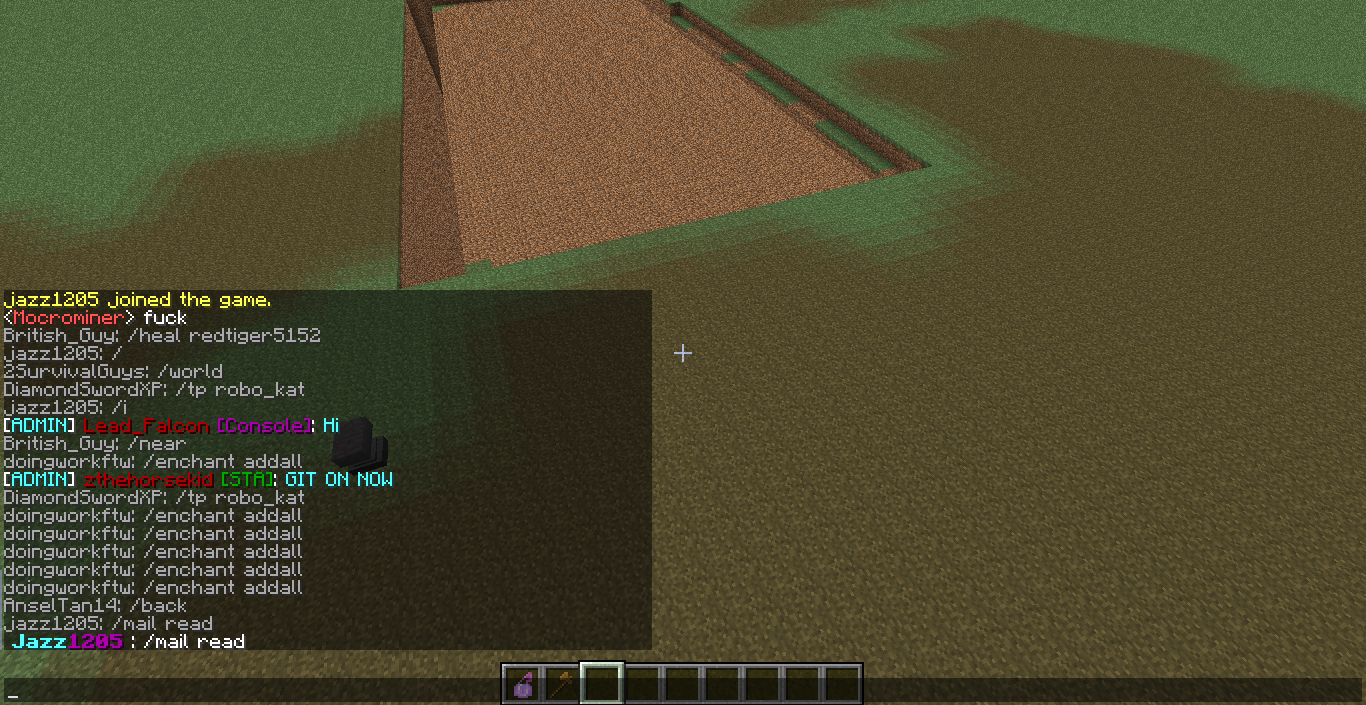 jazz1205 joined the game.
<Mocrominer> fuck
British_Guy: /heal redtiger5152
jazz1205: /
2SurvivalGuys: /world
DiamondSwordXP: /tp robo_kat
jazz1205: /i
[ADMIN] Lead_Falcon [Console]: Hi
British_Guy: /near
doingworkftw: /enchant addall
[ADMIN] zthehorsekid [STA]: GIT ON NOW
DiamondSwordXP: /tp robo_kat
doingworkftw: /enchant addall
doingworkftw: /enchant addall
doingworkftw: /enchant addall
doingworkftw: /enchant addall
doingworkftw: /enchant addall
AnselTan14: /back
jazz1205: /mail read
Jazz1205 : /mail read
_